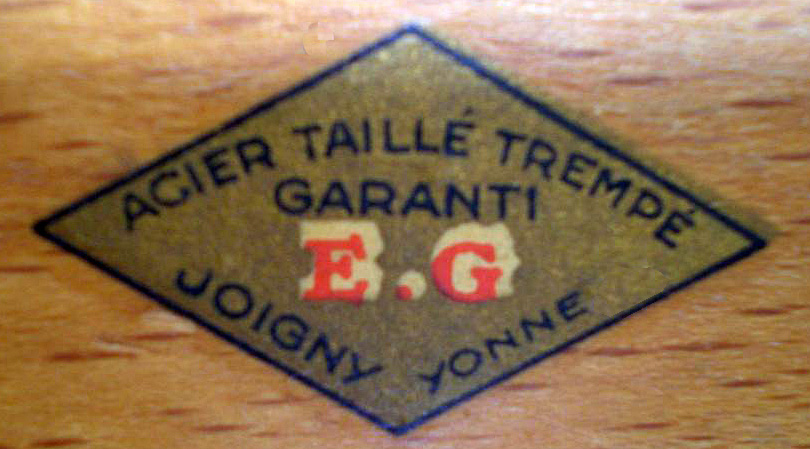 ACIER TAILLÉ TREMPÉ
GARANTI
E.G
JOIGNY YONNE